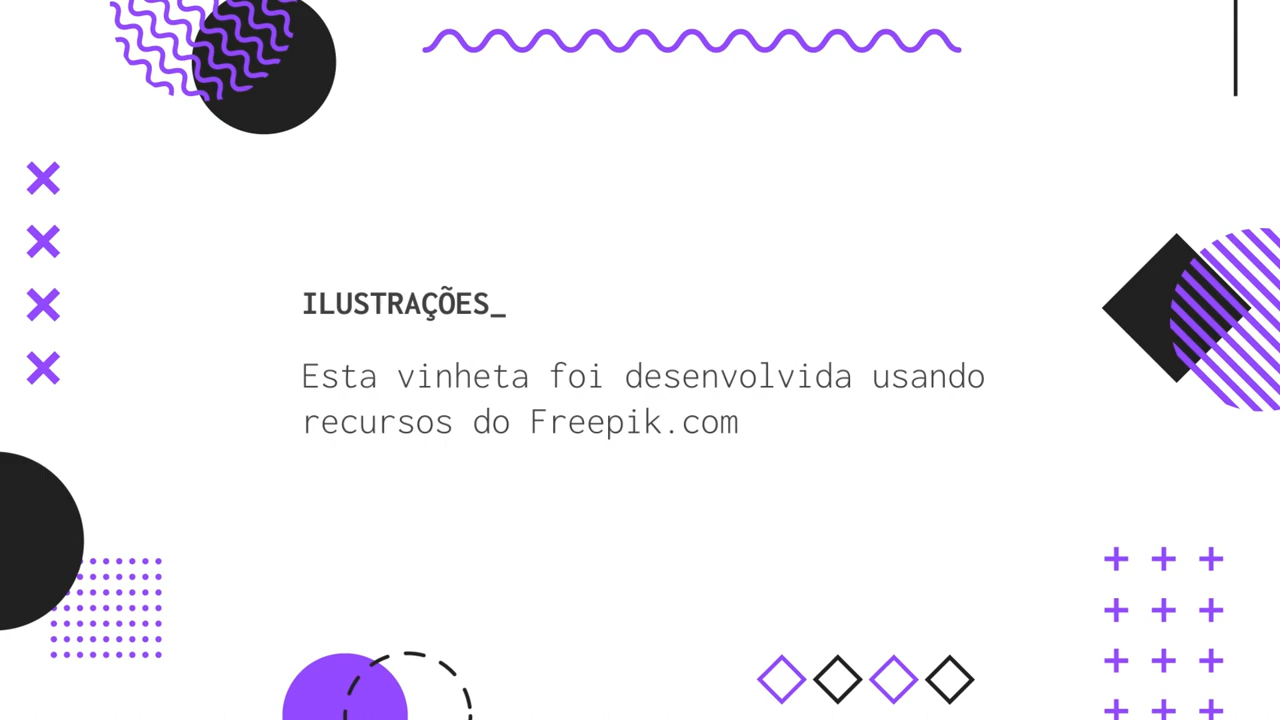 ILUSTRAÇÕES_
Esta vinheta foi desenvolvida usando
recursos do Freepik.com